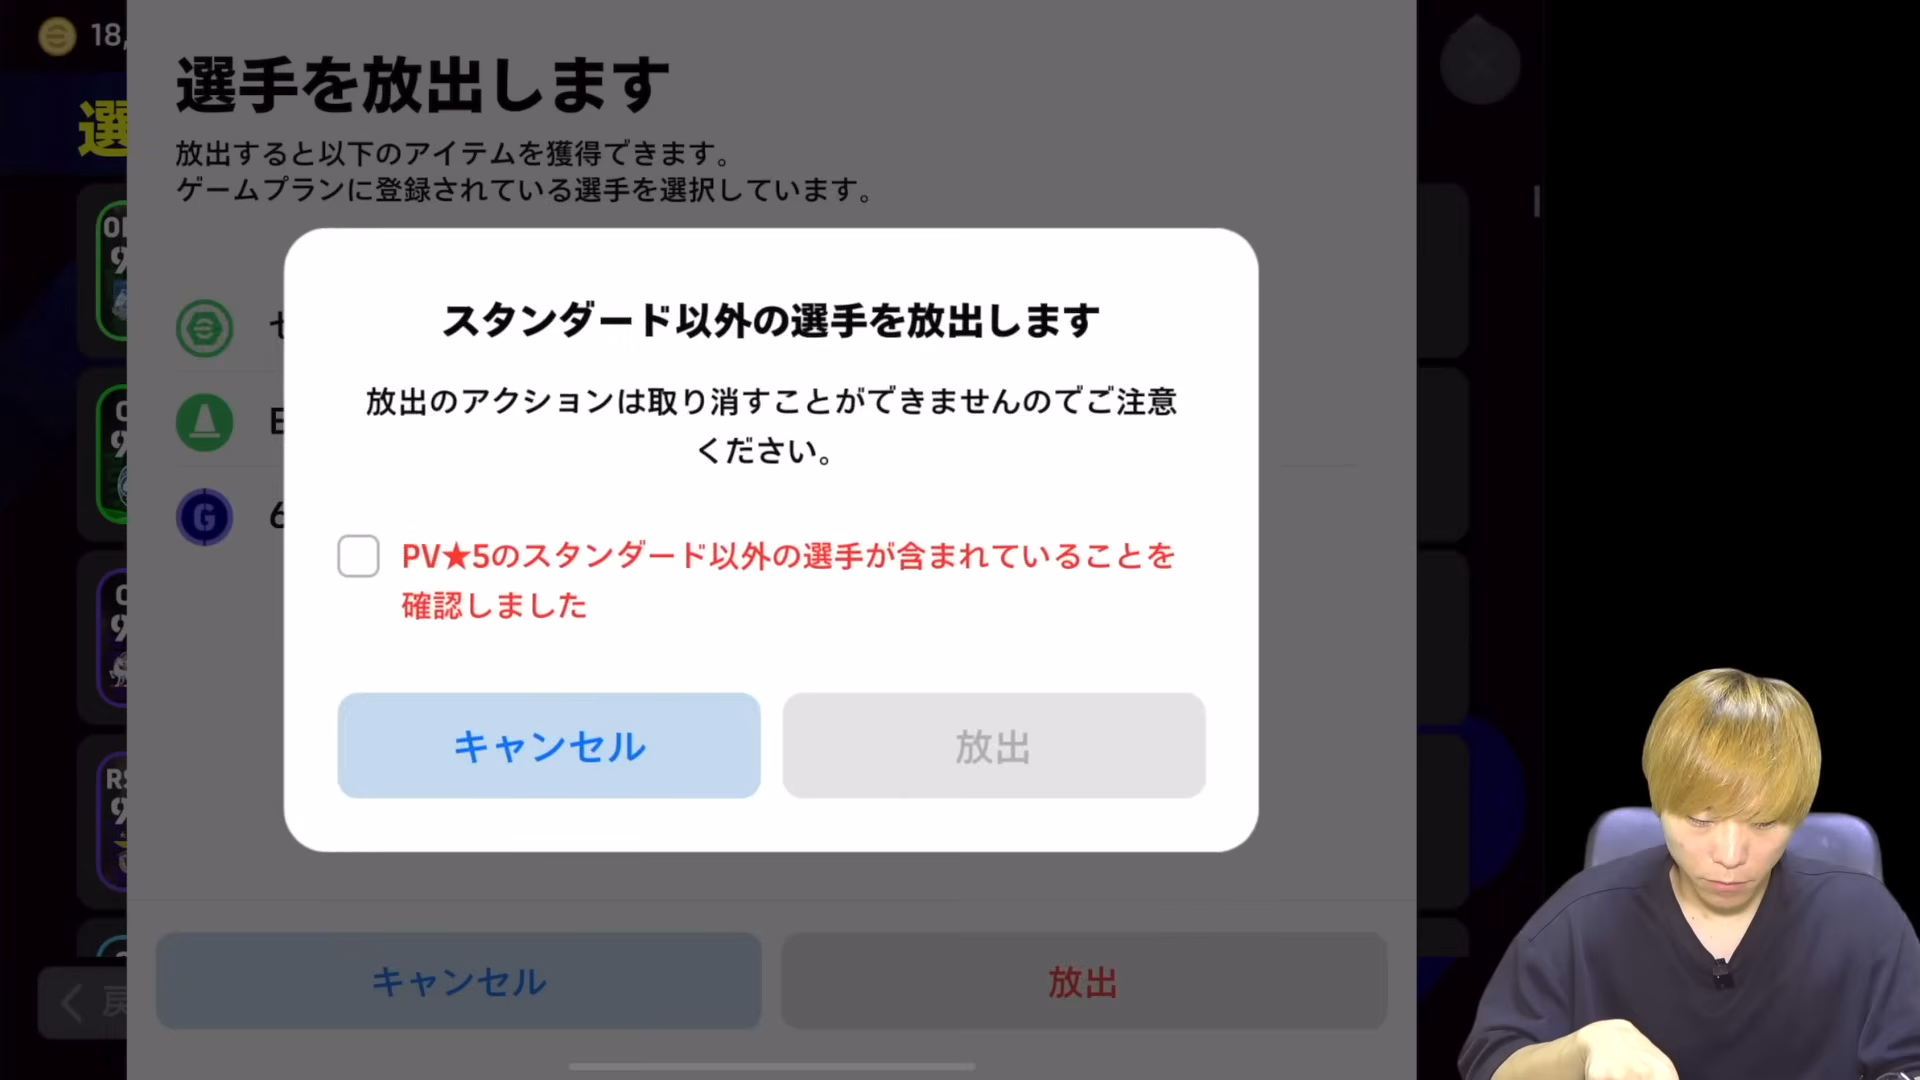 18,
選手を放出します
放出すると以下のアイテムを獲得できます。
ゲームプランに登録されている選手を選択しています。
スタンダード以外の選手を放出します
放出のアクションは取り消すことができませんのでご注意
ください。
PV★5のスタンダード以外の選手が含まれていることを
確認しました
キャンセル
放出
キャンセル
放出
選
G
6
戻